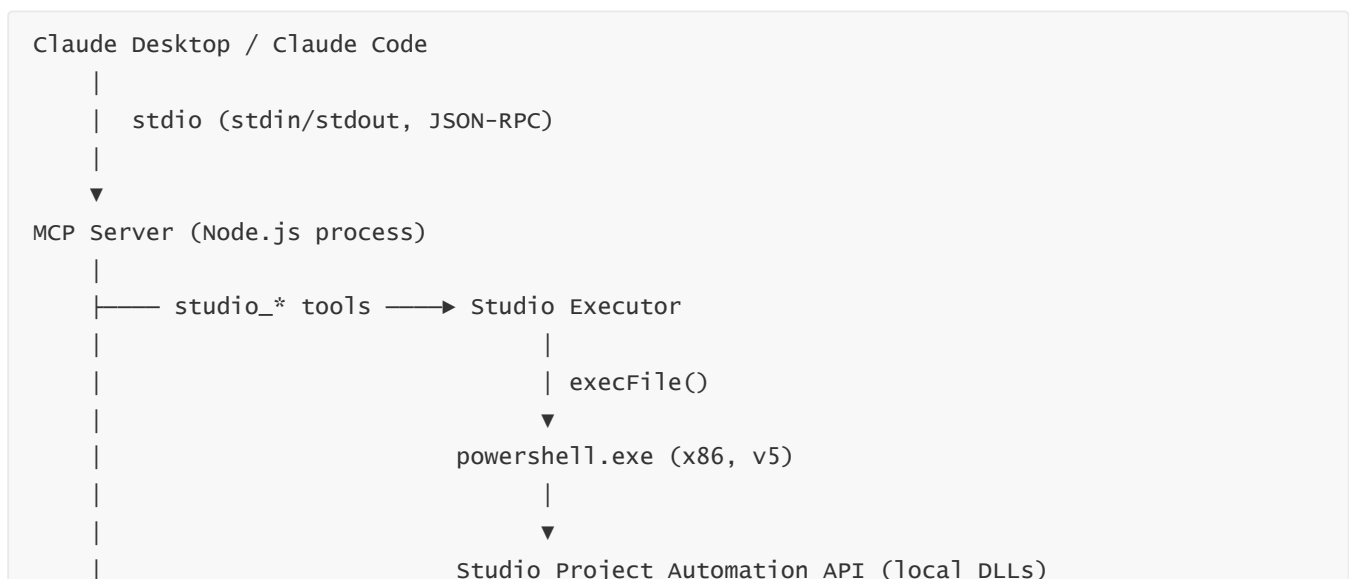 Claude Desktop / Claude Code
|
| stdio (stdin/stdout, JSON-RPC)
|
▼
MCP Server (Node.js process)
|
├──── studio_* tools ────► Studio Executor
| |
| | execFile()
| ▼
| powershell.exe (x86, v5)
| |
| ▼
| Studio Project Automation API (local DLLs)